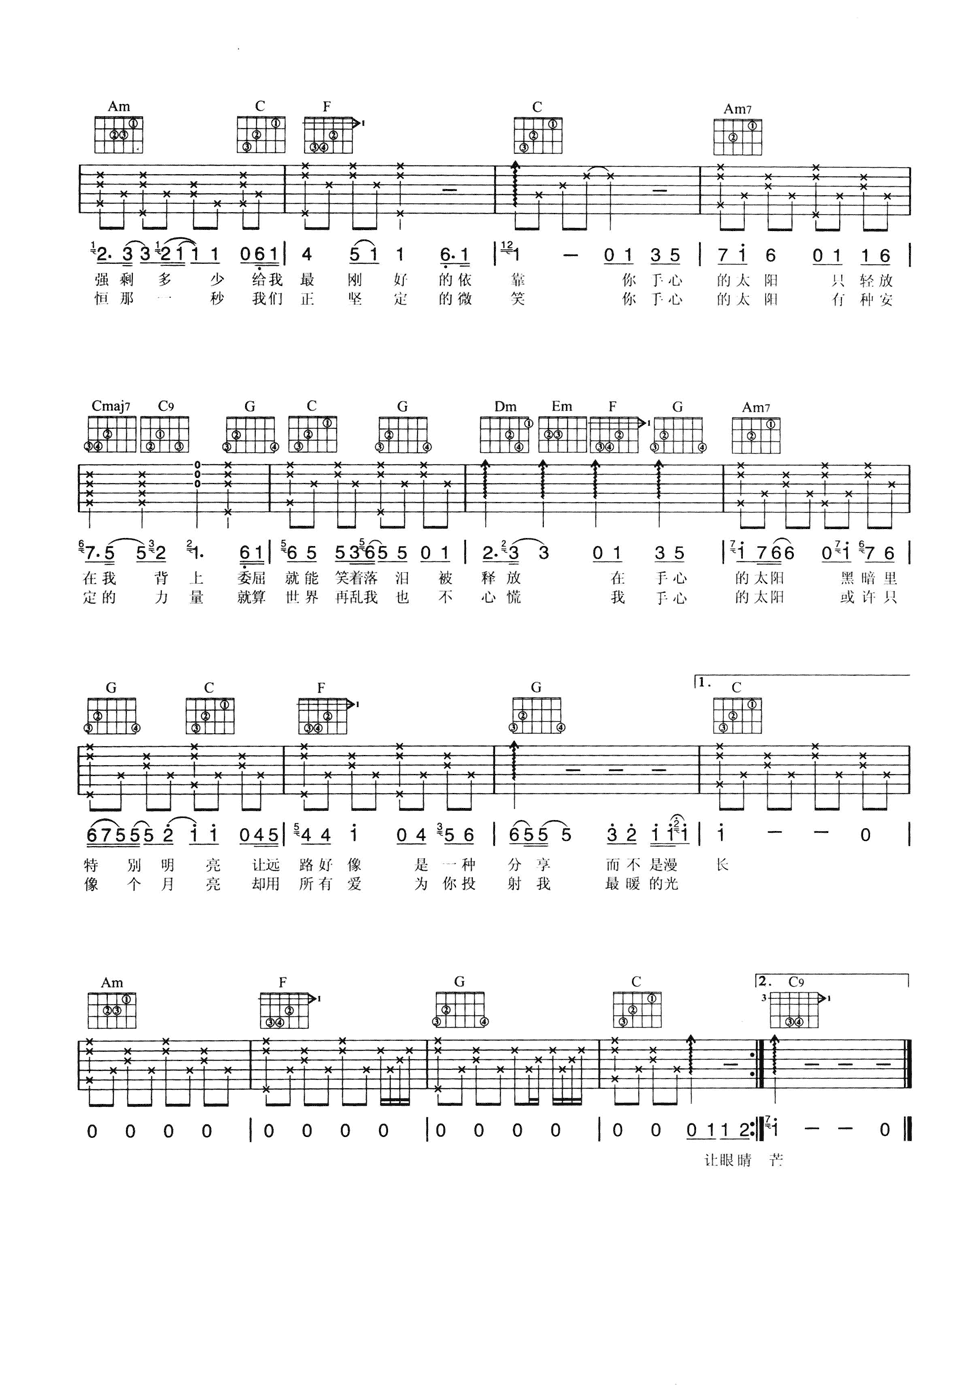 Am C F C Am7
2. 3 3 2 1 1 1 0 6 1 | 4 5 1 1 6. 1 | 1 – 0 1 3 5 | 7 1 6 0 1 1 6 |
强 剩 多 少 给我 最 刚 好 的依 靠 你 手心 的太阳 只轻放
恒那 一 秒 我们 正 坚 定 的微 笑 你 手心 的太阳 有种安
Cmaj7 C9 G C G Dm Em F G Am7
7. 5 5 2 1. 6 1 | 6 5 5 3 6 5 5 0 1 | 2. 3 3 0 1 3 5 | 1 7 6 6 0 1 7 6 |
在我 背 上 委屈 就能 笑着落 泪 被 释放 在 手心 的太阳 黑暗里
定的 力 量 就算 世界 再乱我 也 不 心慌 我 手心 的太阳 或许只
G C F G 1. C
6 7 5 5 5 2 1 1 0 4 5 | 4 4 1 0 4 5 6 | 6 5 5 5 3 2 1 1 1 | 1 – – 0 |
特 别 明 亮 让远 路好像 是一种 分享 而不是漫 长
像 个 月 亮 却用 所有爱 为你投 射我 最暖的光
Am F G C 2. C9
0 0 0 0 | 0 0 0 0 | 0 0 0 0 | 0 0 0 1 1 2 :‖ 1 – – 0 ‖
让眼睛 芒